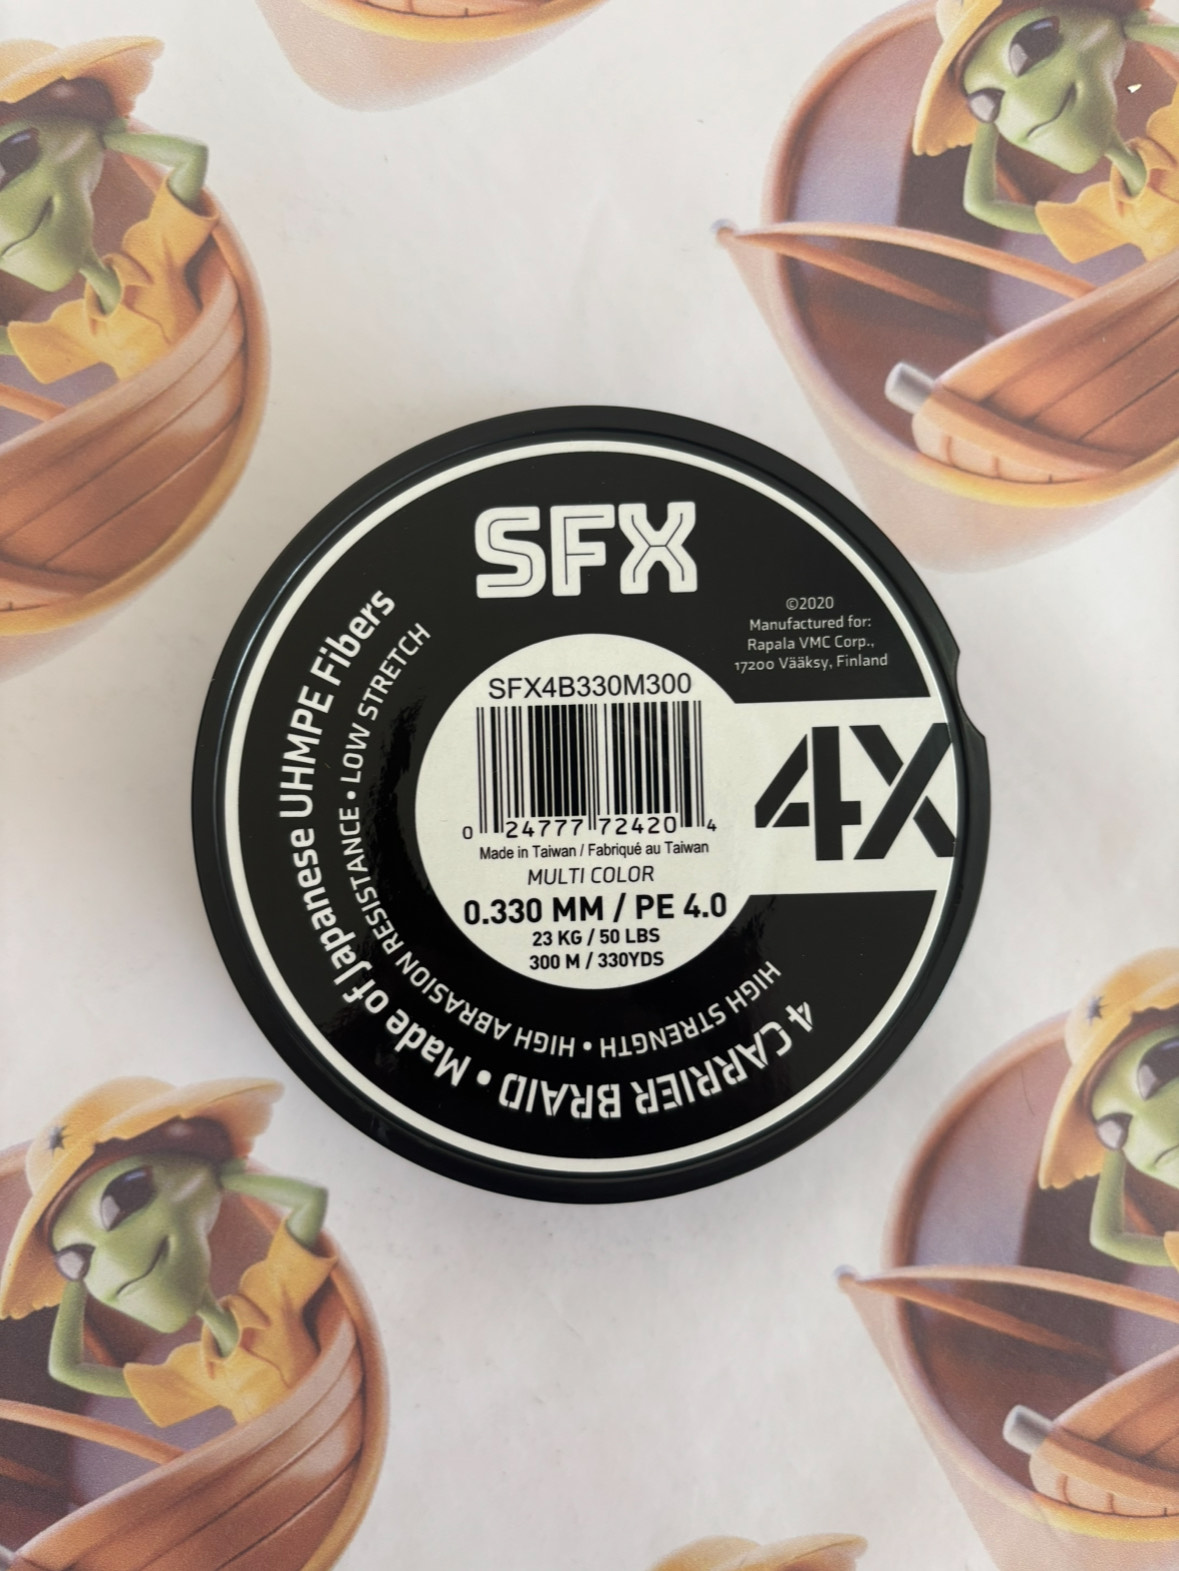 SFX
©2020
Manufactured for:
Rapala VMC Corp.,
17200 Vääksy, Finland
4X
SFX4B330M300
0 24777 72420 4
Made in Taiwan / Fabriqué au Taiwan
MULTI COLOR
0.330 MM / PE 4.0
23 KG / 50 LBS
300 M / 330YDS
4 CARRIER BRAID • Made of Japanese UHMPE Fibers
HIGH STRENGTH • HIGH ABRASION RESISTANCE • LOW STRETCH